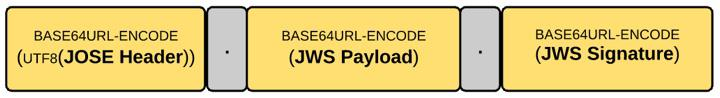 BASE64URL-ENCODE
(UTF8(JOSE Header))
.
BASE64URL-ENCODE
(JWS Payload)
.
BASE64URL-ENCODE
(JWS Signature)